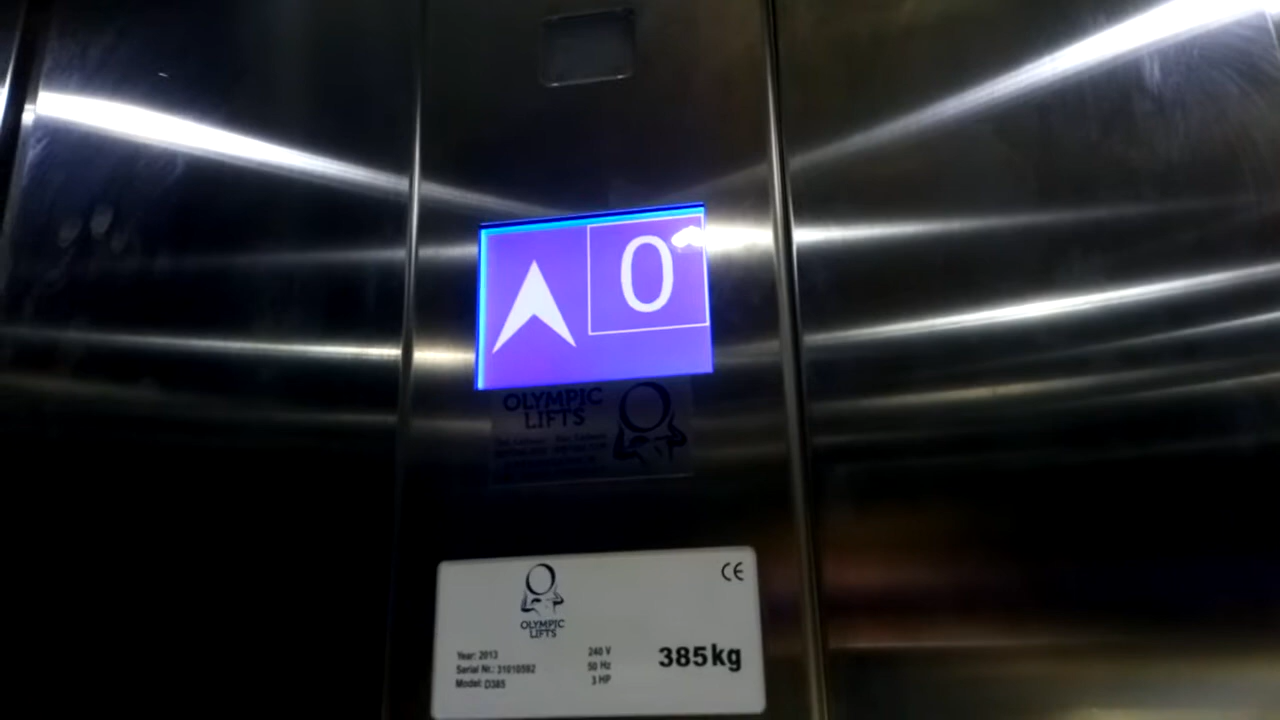 0
OLYMPIC
LIFTS
CE
OLYMPIC
LIFTS
Year: 2013
Serial Nr.: 31010592
Model: D385
240 V
50 Hz
3 HP
385kg